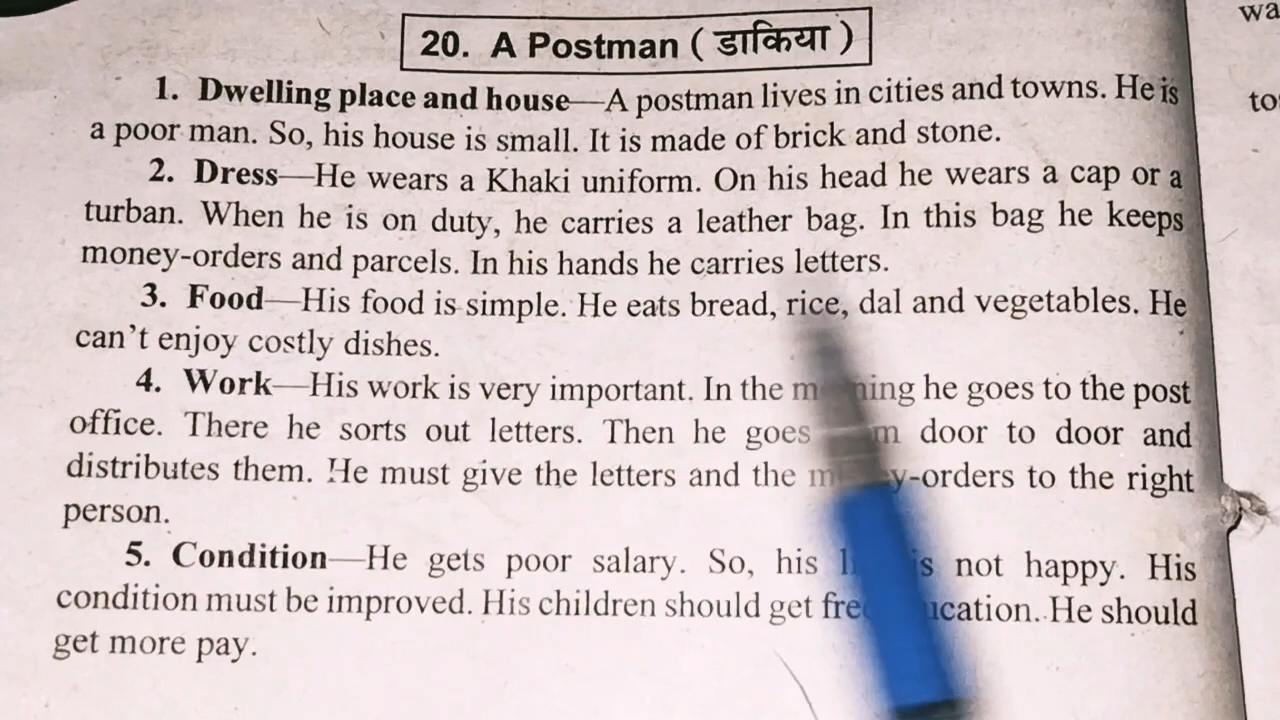 20. A Postman ( डाकिया )
1. Dwelling place and house—A postman lives in cities and towns. He is
a poor man. So, his house is small. It is made of brick and stone.
2. Dress—He wears a Khaki uniform. On his head he wears a cap or a
turban. When he is on duty, he carries a leather bag. In this bag he keeps
money-orders and parcels. In his hands he carries letters.
3. Food—His food is simple. He eats bread, rice, dal and vegetables. He
can't enjoy costly dishes.
4. Work—His work is very important. In the he goes to the post
office. There he sorts out letters. Then he goes door to door and
distributes them. He must give the letters and the to the right
person.
5. Condition—He gets poor salary. So, his not happy. His
condition must be improved. His children should get He should
get more pay.
wa
to